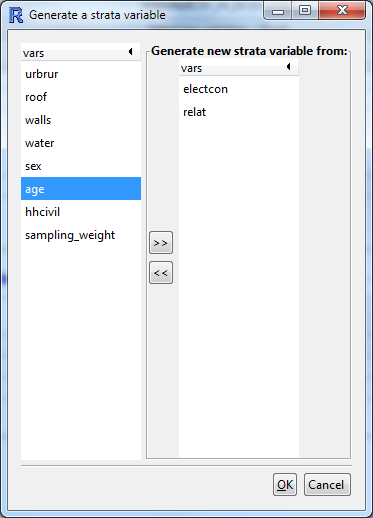 Generate a strata variable
vars
urbrur
roof
walls
water
sex
age
hhcivil
sampling_weight
>>
<<
Generate new strata variable from:
vars
electcon
relat
OK
Cancel